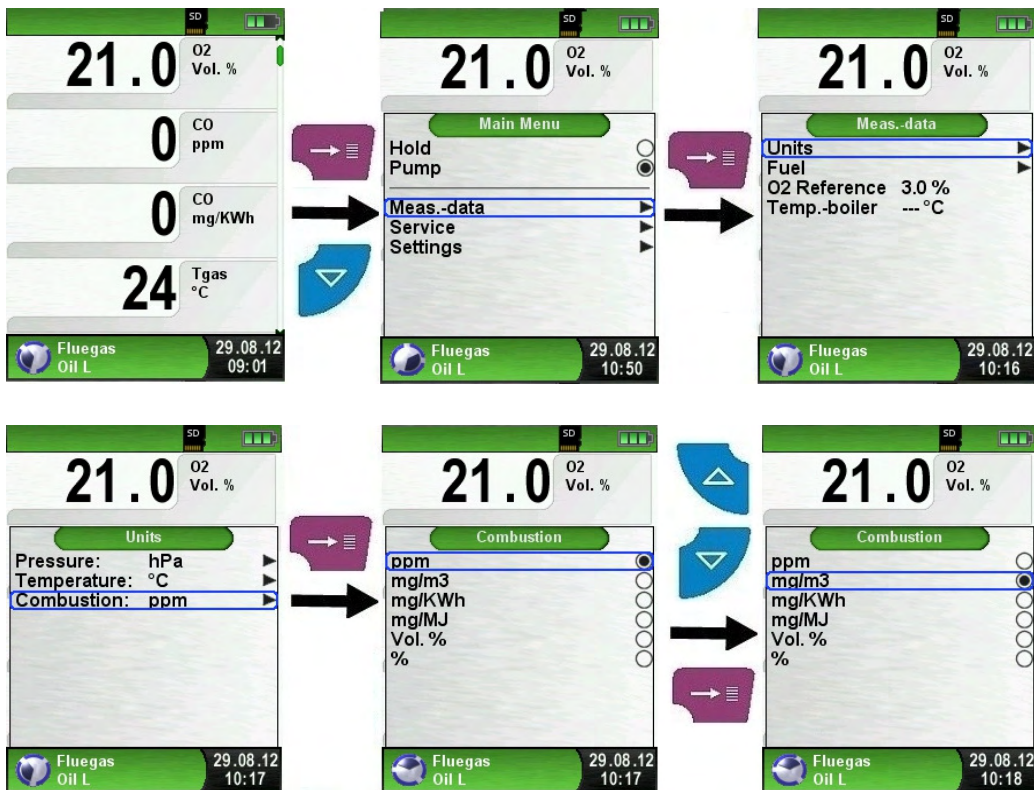 SD
21.0 O2
Vol. %
0 CO
ppm
0 CO
mg/KWh
24 Tgas
°C
Fluegas 29.08.12
Oil L 09:01
SD
21.0 O2
Vol. %
Main Menu
Hold
Pump
Meas.-data
Service
Settings
Fluegas 29.08.12
Oil L 10:50
SD
21.0 O2
Vol. %
Meas.-data
Units
Fuel
O2 Reference 3.0 %
Temp.-boiler --- °C
Fluegas 29.08.12
Oil L 10:16
SD
21.0 O2
Vol. %
Units
Pressure: hPa
Temperature: °C
Combustion: ppm
Fluegas 29.08.12
Oil L 10:17
SD
21.0 O2
Vol. %
Combustion
ppm
mg/m3
mg/KWh
mg/MJ
Vol. %
%
Fluegas 29.08.12
Oil L 10:17
SD
21.0 O2
Vol. %
Combustion
ppm
mg/m3
mg/KWh
mg/MJ
Vol. %
%
Fluegas 29.08.12
Oil L 10:18